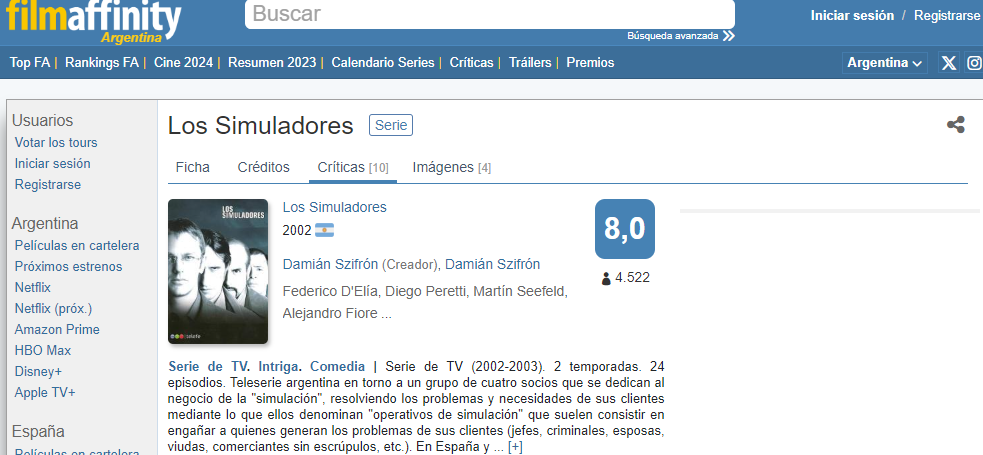 filmaffinity
Argentina
Buscar
Búsqueda avanzada
Iniciar sesión / Registrarse
Top FA | Rankings FA | Cine 2024 | Resumen 2023 | Calendario Series | Críticas | Tráilers | Premios
Argentina
Usuarios
Votar los tours
Iniciar sesión
Registrarse
Argentina
Películas en cartelera
Próximos estrenos
Netflix
Netflix (próx.)
Amazon Prime
HBO Max
Disney+
Apple TV+
España
Películas en cartelera
Los Simuladores Serie
Ficha Créditos Críticas [10] Imágenes [4]
LOS
SIMULADORES
telefe
Los Simuladores
2002
Damián Szifrón (Creador), Damián Szifrón
Federico D'Elía, Diego Peretti, Martín Seefeld,
Alejandro Fiore ...
8,0
4.522
Serie de TV. Intriga. Comedia | Serie de TV (2002-2003). 2 temporadas. 24
episodios. Teleserie argentina en torno a un grupo de cuatro socios que se dedican al
negocio de la "simulación", resolviendo los problemas y necesidades de sus clientes
mediante lo que ellos denominan "operativos de simulación" que suelen consistir en
engañar a quienes generan los problemas de sus clientes (jefes, criminales, esposas,
viudas, comerciantes sin escrúpulos, etc.). En España y ... [+]